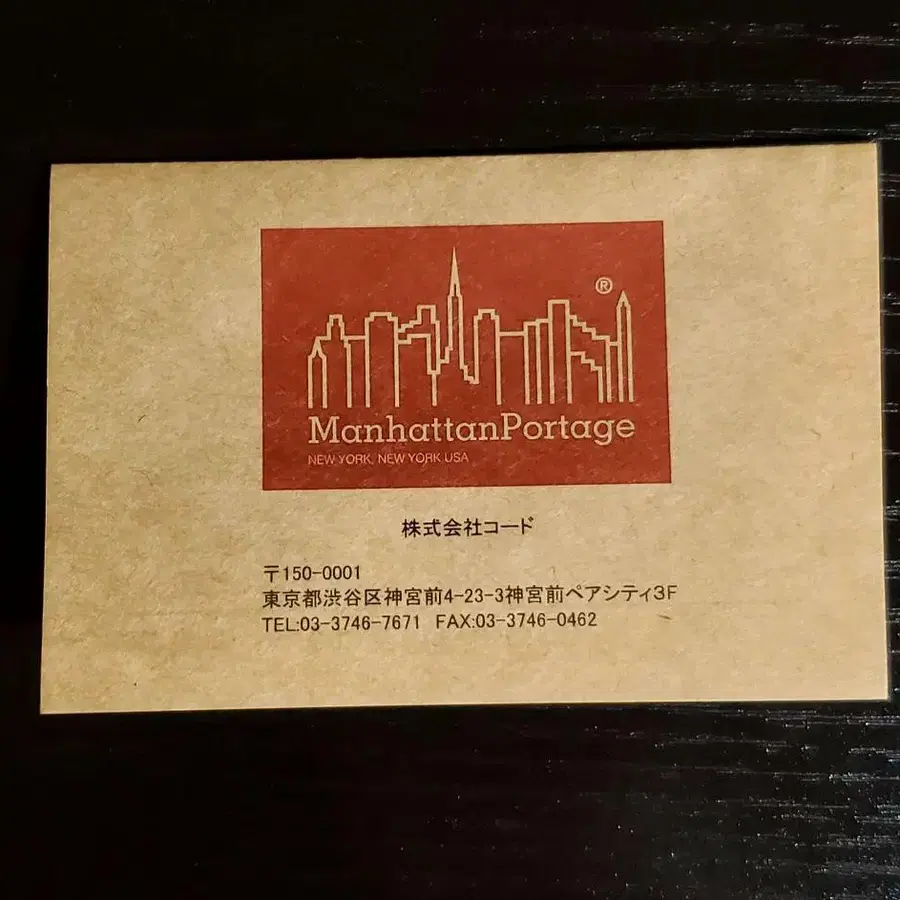 ®
ManhattanPortage
NEW YORK, NEW YORK USA
株式会社コード
〒150-0001
東京都渋谷区神宮前4-23-3神宮前ペアシティ3F
TEL:03-3746-7671 FAX:03-3746-0462